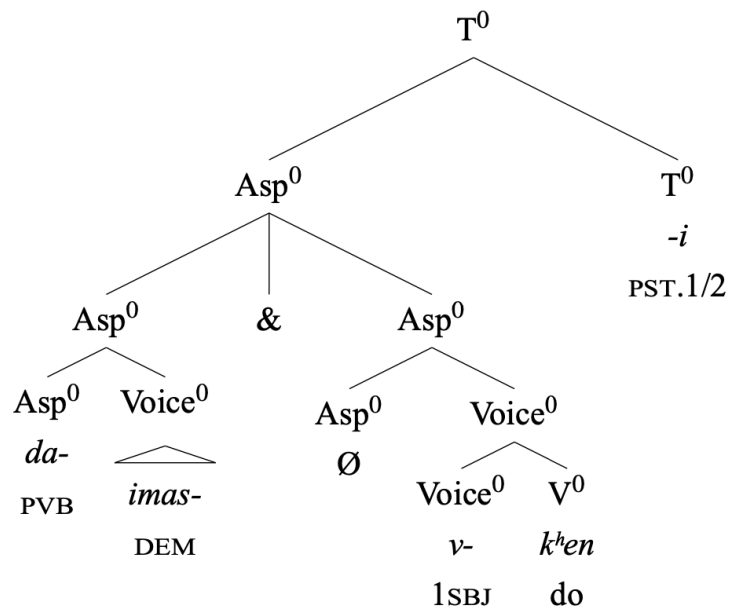 T⁰
Asp⁰ T⁰
-i
PST.1/2
Asp⁰ & Asp⁰
Asp⁰ Voice⁰ Asp⁰ Voice⁰
da- Ø
imas- Voice⁰ V⁰
PVB
DEM v- kʰen
1SBJ do